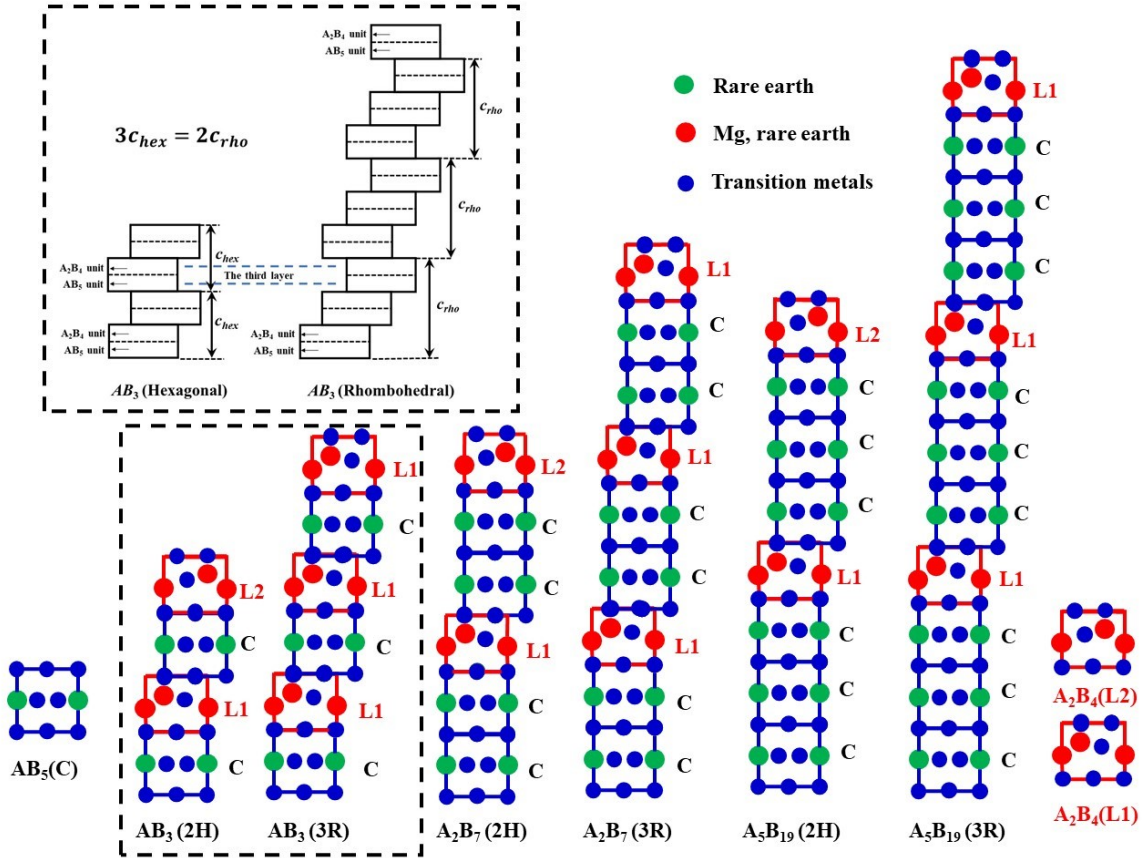 A₂B₄ unit
AB₅ unit
3c_hex = 2c_rho
c_rho
c_rho
c_hex
A₂B₄ unit
AB₅ unit
The third layer
c_hex
c_rho
A₂B₄ unit
AB₅ unit
A₂B₄ unit
AB₅ unit
AB₃ (Hexagonal)
AB₃ (Rhombohedral)
Rare earth
Mg, rare earth
Transition metals
AB₅(C)
L2
C
L1
C
AB₃ (2H)
L1
C
L1
C
L1
C
AB₃ (3R)
L2
C
C
L1
C
C
A₂B₇ (2H)
L1
C
C
L1
C
C
L1
C
C
A₂B₇ (3R)
L2
C
C
C
L1
C
C
C
A₅B₁₉ (2H)
L1
C
C
C
L1
C
C
C
L1
C
C
C
A₅B₁₉ (3R)
A₂B₄(L2)
A₂B₄(L1)